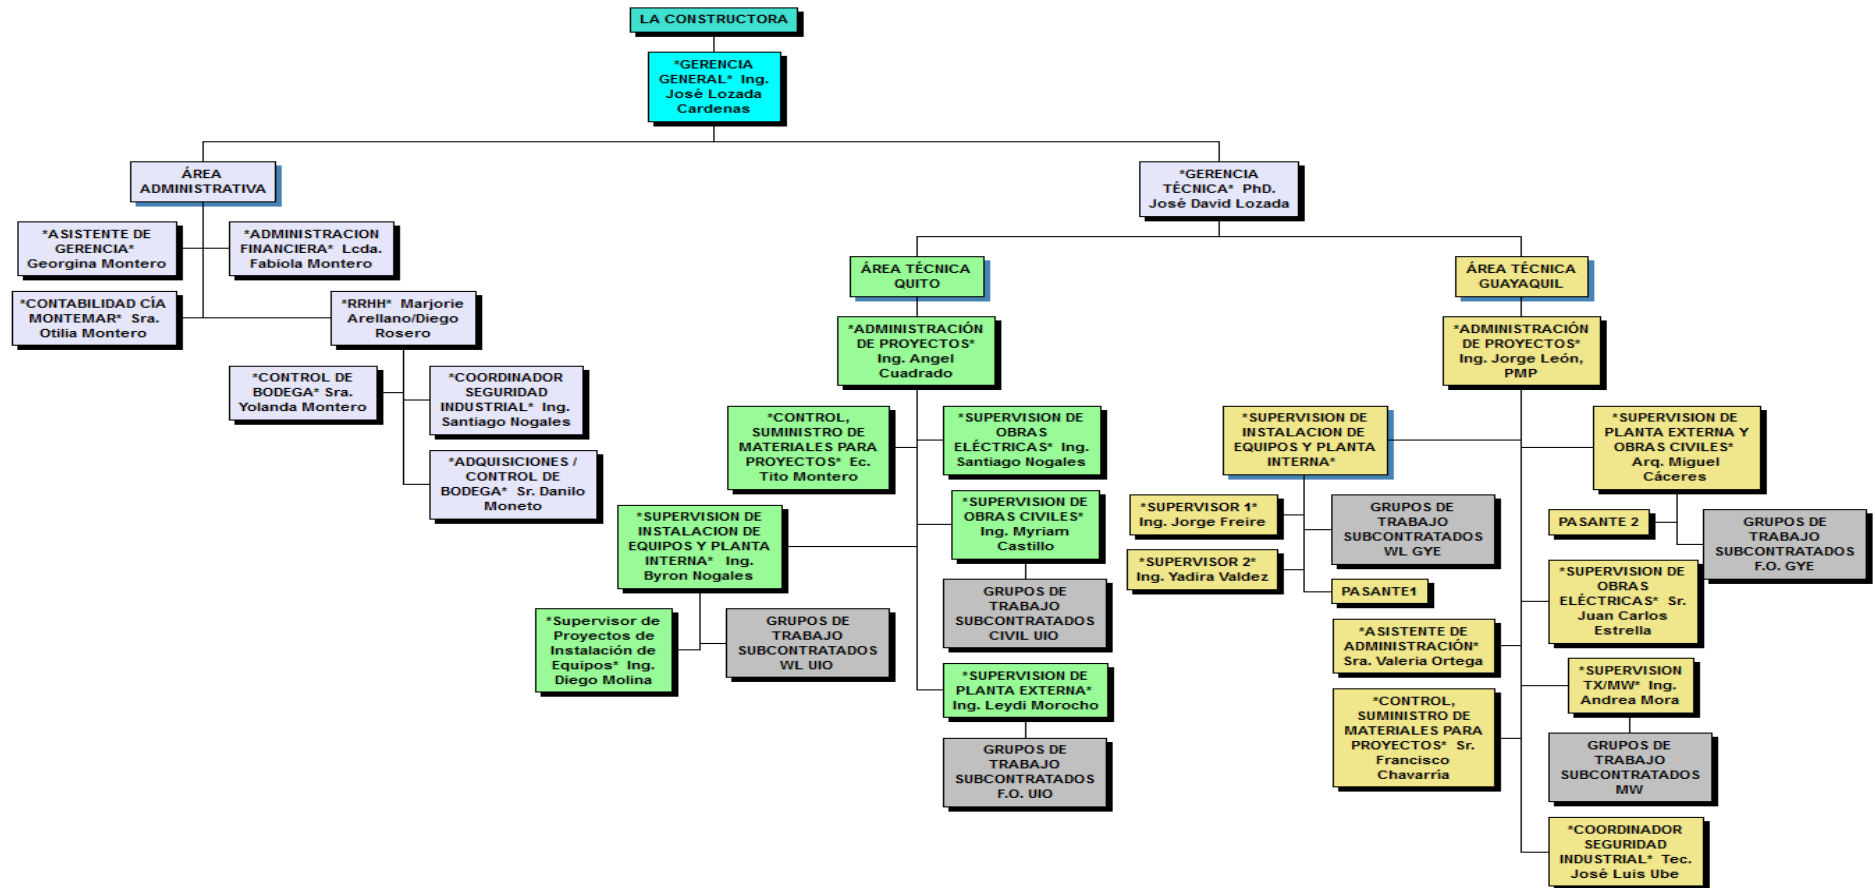 LA CONSTRUCTORA
*GERENCIA
GENERAL* Ing.
José Lozada
Cardenas
ÁREA
ADMINISTRATIVA
*GERENCIA
TÉCNICA* PhD.
José David Lozada
*ASISTENTE DE
GERENCIA*
Georgina Montero
*ADMINISTRACION
FINANCIERA* Lcda.
Fabiola Montero
*CONTABILIDAD CÍA
MONTEMAR* Sra.
Otilia Montero
*RRHH* Marjorie
Arellano/Diego
Rosero
*CONTROL DE
BODEGA* Sra.
Yolanda Montero
*COORDINADOR
SEGURIDAD
INDUSTRIAL* Ing.
Santiago Nogales
*ADQUISICIONES /
CONTROL DE
BODEGA* Sr. Danilo
Moneto
ÁREA TÉCNICA
QUITO
*ADMINISTRACIÓN
DE PROYECTOS*
Ing. Angel
Cuadrado
*CONTROL,
SUMINISTRO DE
MATERIALES PARA
PROYECTOS* Ec.
Tito Montero
*SUPERVISION DE
OBRAS
ELÉCTRICAS* Ing.
Santiago Nogales
*SUPERVISION DE
INSTALACION DE
EQUIPOS Y PLANTA
INTERNA* Ing.
Byron Nogales
*SUPERVISION DE
OBRAS CIVILES*
Ing. Myriam
Castillo
GRUPOS DE
TRABAJO
SUBCONTRATADOS
CIVIL UIO
*Supervisor de
Proyectos de
Instalación de
Equipos* Ing.
Diego Molina
GRUPOS DE
TRABAJO
SUBCONTRATADOS
WL UIO
*SUPERVISION DE
PLANTA EXTERNA*
Ing. Leydi Morocho
GRUPOS DE
TRABAJO
SUBCONTRATADOS
F.O. UIO
ÁREA TÉCNICA
GUAYAQUIL
*ADMINISTRACIÓN
DE PROYECTOS*
Ing. Jorge León,
PMP
*SUPERVISION DE
INSTALACION DE
EQUIPOS Y PLANTA
INTERNA*
*SUPERVISION DE
PLANTA EXTERNA Y
OBRAS CIVILES*
Arq. Miguel
Cáceres
*SUPERVISOR 1*
Ing. Jorge Freire
GRUPOS DE
TRABAJO
SUBCONTRATADOS
WL GYE
*SUPERVISOR 2*
Ing. Yadira Valdez
PASANTE1
PASANTE 2
GRUPOS DE
TRABAJO
SUBCONTRATADOS
F.O. GYE
*SUPERVISION DE
OBRAS
ELÉCTRICAS* Sr.
Juan Carlos
Estrella
*ASISTENTE DE
ADMINISTRACIÓN*
Sra. Valeria Ortega
*SUPERVISION
TX/MW* Ing.
Andrea Mora
*CONTROL,
SUMINISTRO DE
MATERIALES PARA
PROYECTOS* Sr.
Francisco
Chavarría
GRUPOS DE
TRABAJO
SUBCONTRATADOS
MW
*COORDINADOR
SEGURIDAD
INDUSTRIAL* Tec.
José Luis Ube